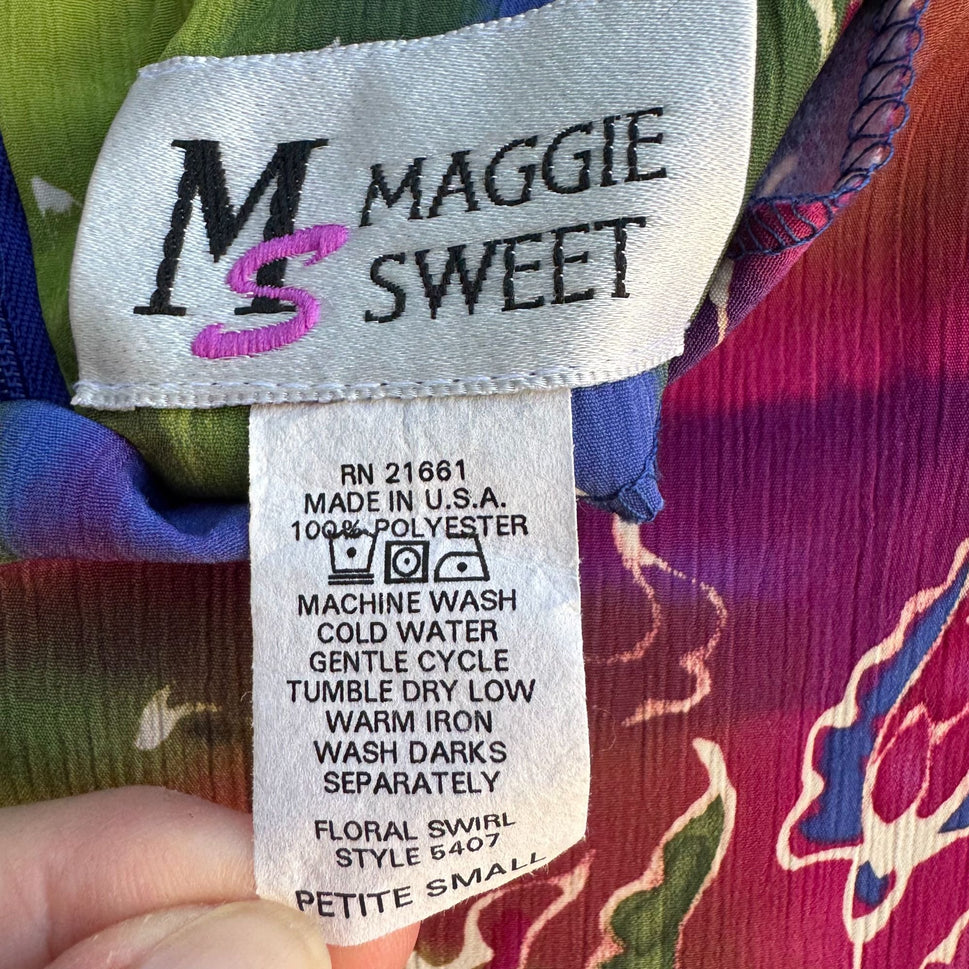 MS
MAGGIE
SWEET
RN 21661
MADE IN U.S.A.
100% POLYESTER
MACHINE WASH
COLD WATER
GENTLE CYCLE
TUMBLE DRY LOW
WARM IRON
WASH DARKS
SEPARATELY
FLORAL SWIRL
STYLE 5407
PETITE SMALL